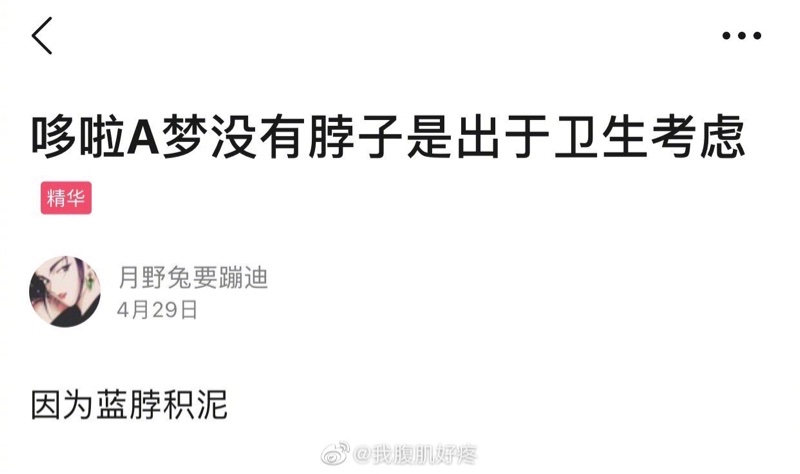 哆啦A梦没有脖子是出于卫生考虑
精华
月野兔要蹦迪
4月29日
因为蓝脖积泥
@我腹肌好疼